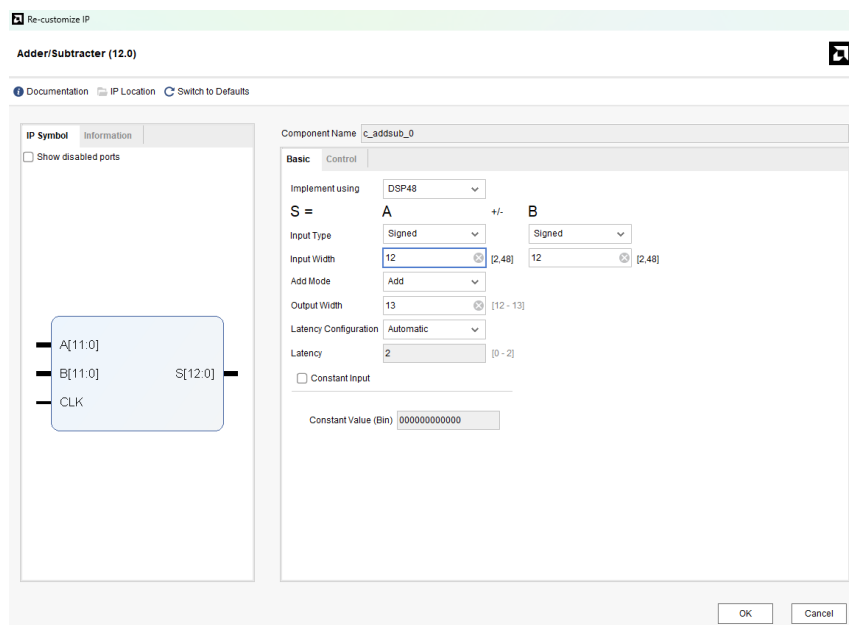 Re-customize IP
Adder/Subtracter (12.0)
Documentation IP Location Switch to Defaults
IP Symbol Information
Show disabled ports
A[11:0]
B[11:0] S[12:0]
CLK
Component Name c_addsub_0
Basic Control
Implement using DSP48
S = A +/- B
Input Type Signed Signed
Input Width 12 [2,48] 12 [2,48]
Add Mode Add
Output Width 13 [12 - 13]
Latency Configuration Automatic
Latency 2 [0 - 2]
Constant Input
Constant Value (Bin) 000000000000
OK Cancel